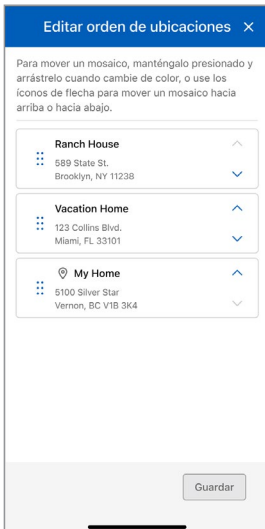 Editar orden de ubicaciones
Para mover un mosaico, manténgalo presionado y
arrástrelo cuando cambie de color, o use los
íconos de flecha para mover un mosaico hacia
arriba o hacia abajo.
Ranch House
589 State St.
Brooklyn, NY 11238
Vacation Home
123 Collins Blvd.
Miami, FL 33101
My Home
5100 Silver Star
Vernon, BC V1B 3K4
Guardar